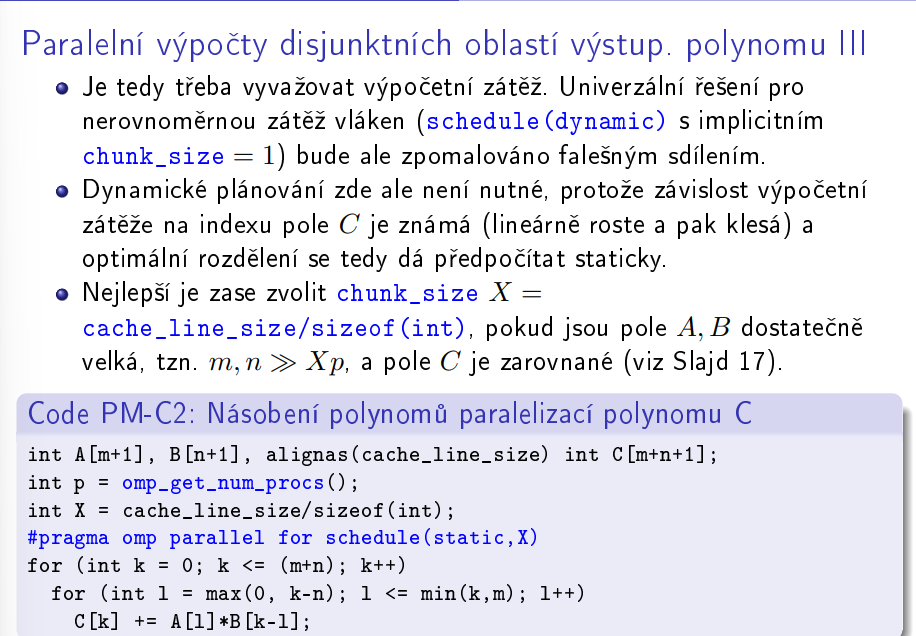 Paralelní výpočty disjunktních oblastí výstup. polynomu III
Je tedy třeba vyvažovat výpočetní zátěž. Univerzální řešení pro
nerovnoměrnou zátěž vláken (schedule(dynamic) s implicitním
chunk_size = 1) bude ale zpomalováno falešným sdílením.
Dynamické plánování zde ale není nutné, protože závislost výpočetní
zátěže na indexu pole C je známá (lineárně roste a pak klesá) a
optimální rozdělení se tedy dá předpočítat staticky.
Nejlepší je zase zvolit chunk_size X =
cache_line_size/sizeof(int), pokud jsou pole A, B dostatečně
velká, tzn. m, n ≫ Xp, a pole C je zarovnané (viz Slajd 17).
Code PM-C2: Násobení polynomů paralelizací polynomu C
int A[m+1], B[n+1], alignas(cache_line_size) int C[m+n+1];
int p = omp_get_num_procs();
int X = cache_line_size/sizeof(int);
#pragma omp parallel for schedule(static,X)
for (int k = 0; k <= (m+n); k++)
for (int l = max(0, k-n); l <= min(k,m); l++)
C[k] += A[l]*B[k-l];